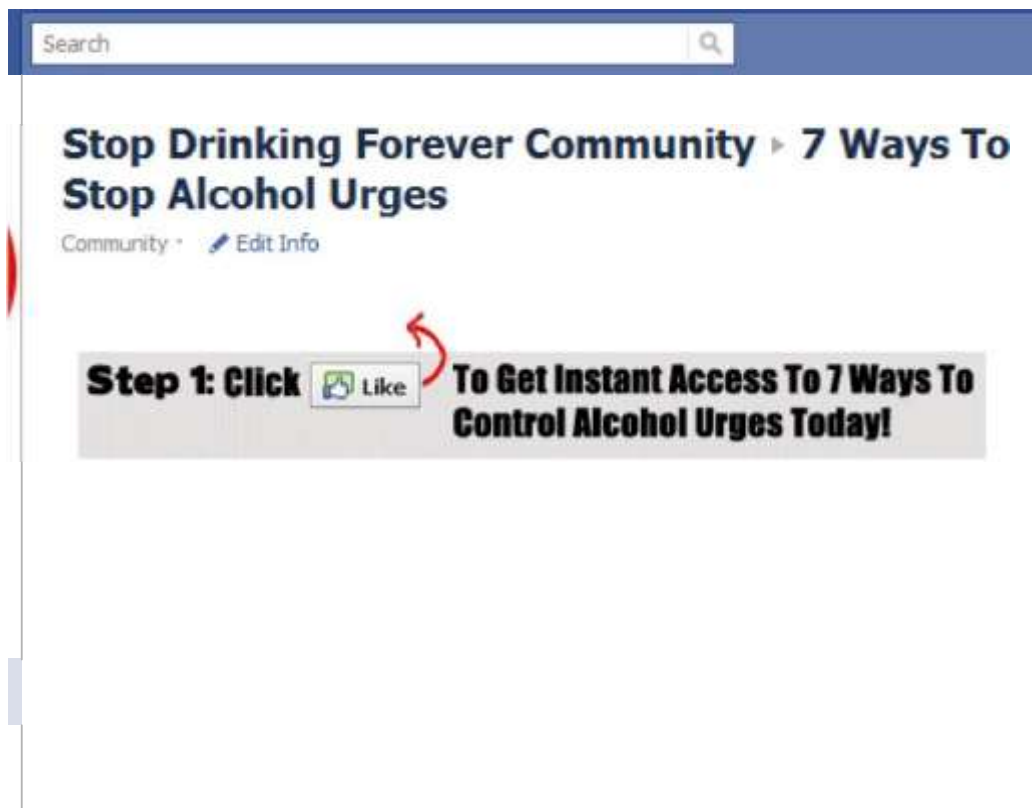 Search
Stop Drinking Forever Community ▸ 7 Ways To
Stop Alcohol Urges
Community · Edit Info
Step 1: Click Like To Get Instant Access To 7 Ways To
Control Alcohol Urges Today!